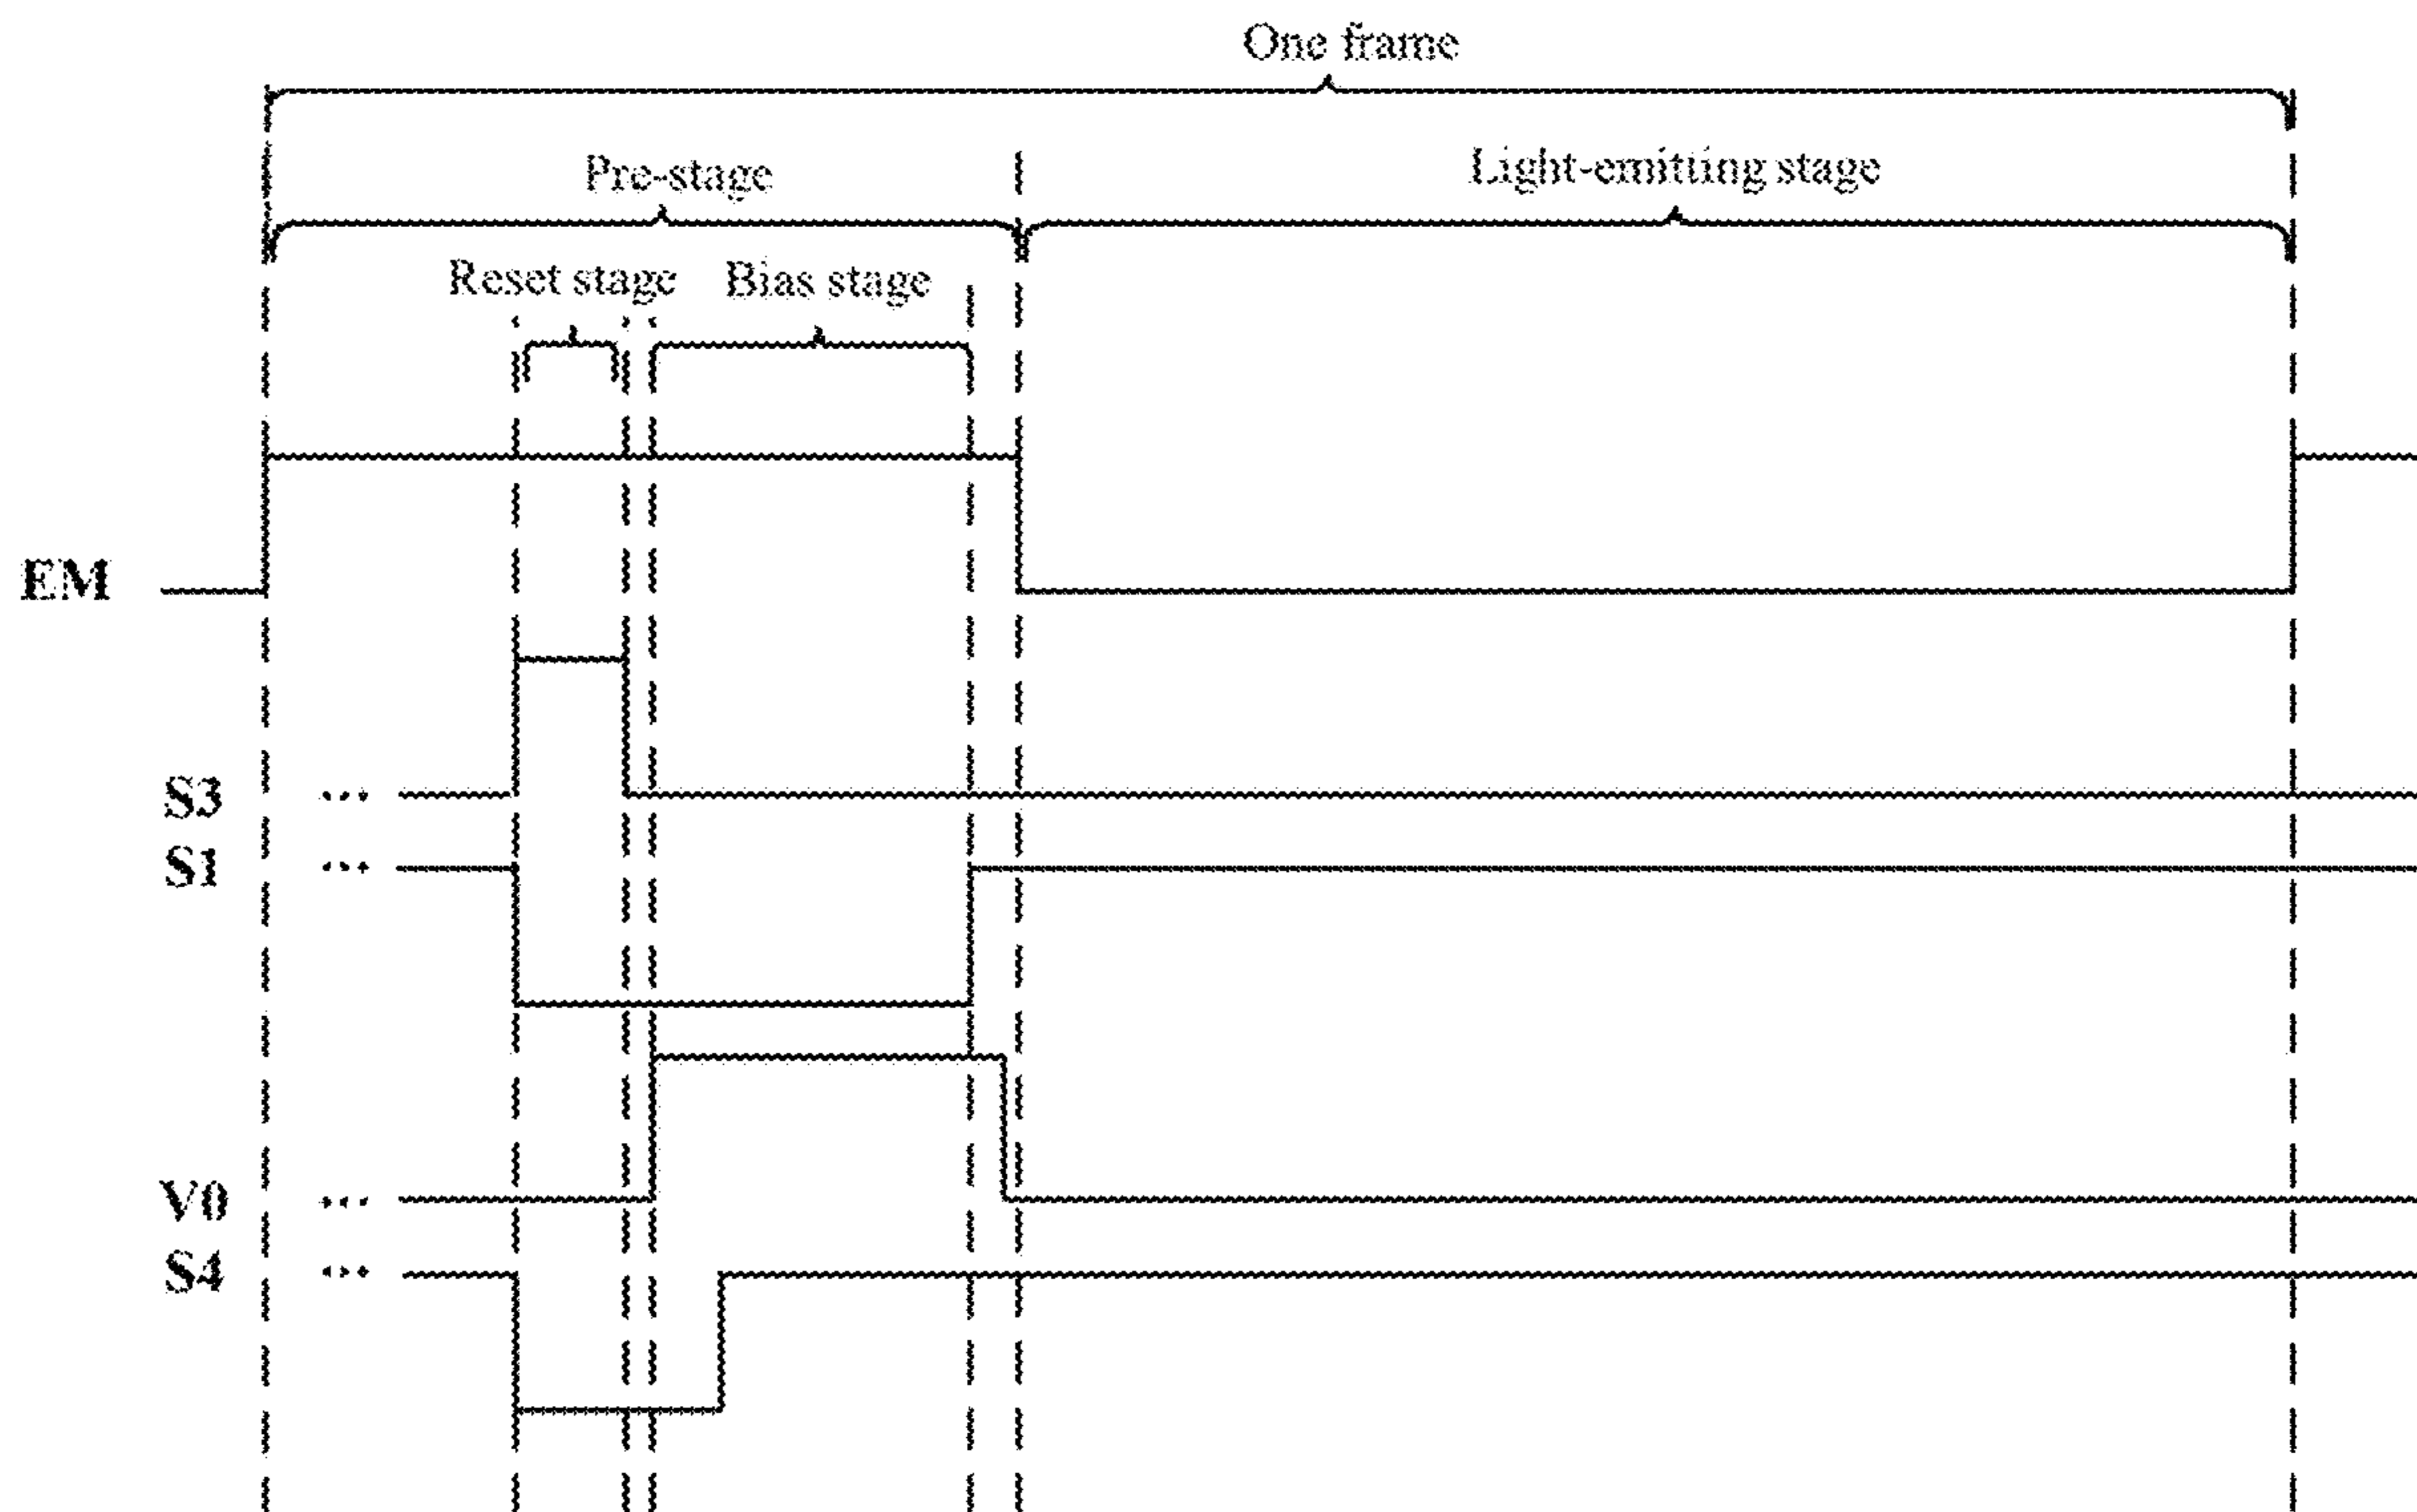 One frame
Pre-stage
Light-emitting stage
Reset stage
Bias stage
EM
S3 ...
S1 ...
V0 ...
S4 ...